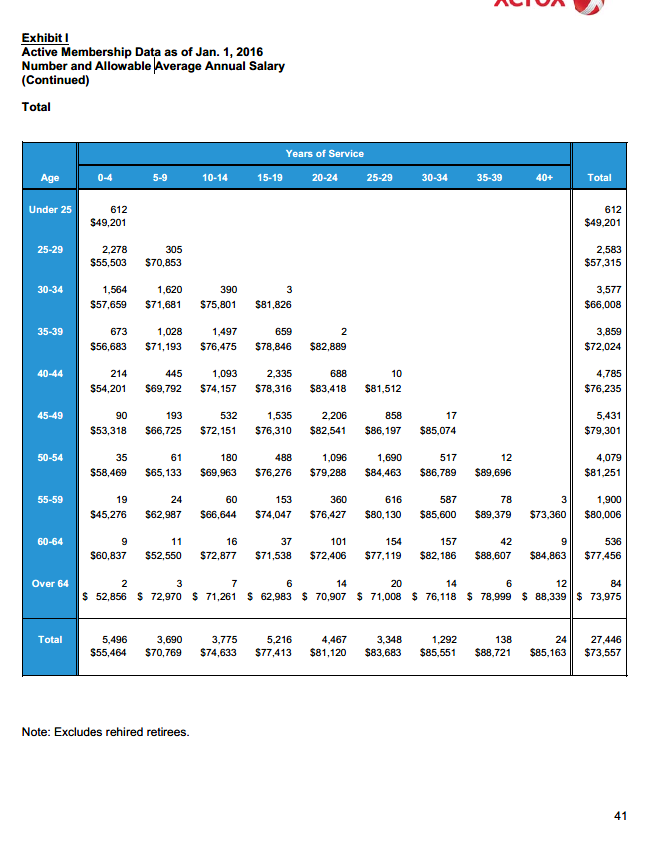 xerox
Exhibit I
Active Membership Data as of Jan. 1, 2016
Number and Allowable Average Annual Salary
(Continued)
Total
Years of Service
Age 0-4 5-9 10-14 15-19 20-24 25-29 30-34 35-39 40+ Total
Under 25 612 612
$49,201 $49,201
25-29 2,278 305 2,583
$55,503 $70,853 $57,315
30-34 1,564 1,620 390 3 3,577
$57,659 $71,681 $75,801 $81,826 $66,008
35-39 673 1,028 1,497 659 2 3,859
$56,683 $71,193 $76,475 $78,846 $82,889 $72,024
40-44 214 445 1,093 2,335 688 10 4,785
$54,201 $69,792 $74,157 $78,316 $83,418 $81,512 $76,235
45-49 90 193 532 1,535 2,206 858 17 5,431
$53,318 $66,725 $72,151 $76,310 $82,541 $86,197 $85,074 $79,301
50-54 35 61 180 488 1,096 1,690 517 12 4,079
$58,469 $65,133 $69,963 $76,276 $79,288 $84,463 $86,789 $89,696 $81,251
55-59 19 24 60 153 360 616 587 78 3 1,900
$45,276 $62,987 $66,644 $74,047 $76,427 $80,130 $85,600 $89,379 $73,360 $80,006
60-64 9 11 16 37 101 154 157 42 9 536
$60,837 $52,550 $72,877 $71,538 $72,406 $77,119 $82,186 $88,607 $84,863 $77,456
Over 64 2 3 7 6 14 20 14 6 12 84
$ 52,856 $ 72,970 $ 71,261 $ 62,983 $ 70,907 $ 71,008 $ 76,118 $ 78,999 $ 88,339 $ 73,975
Total 5,496 3,690 3,775 5,216 4,467 3,348 1,292 138 24 27,446
$55,464 $70,769 $74,633 $77,413 $81,120 $83,683 $85,551 $88,721 $85,163 $73,557
Note: Excludes rehired retirees.
41